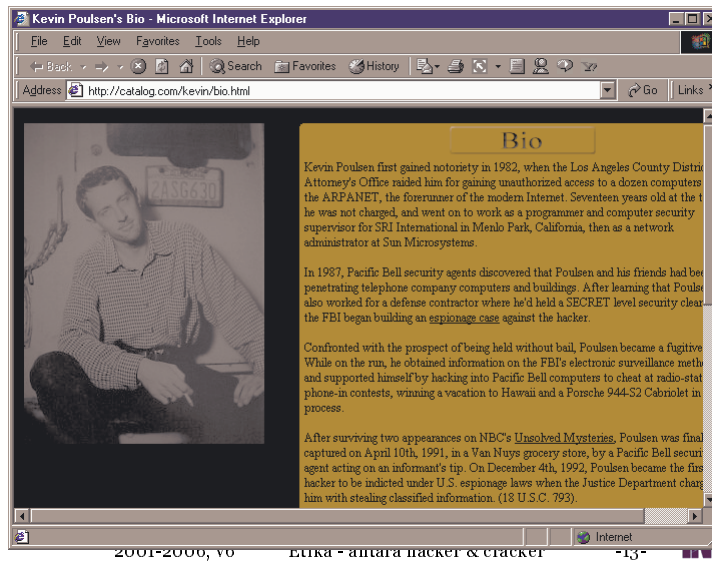 Kevin Poulsen's Bio - Microsoft Internet Explorer
File Edit View Favorites Tools Help
Back Search Favorites History
Address http://catalog.com/kevin/bio.html Go Links
2ASG630
Bio
Kevin Poulsen first gained notoriety in 1982, when the Los Angeles County Distric
Attorney's Office raided him for gaining unauthorized access to a dozen computers
the ARPANET, the forerunner of the modern Internet. Seventeen years old at the t
he was not charged, and went on to work as a programmer and computer security
supervisor for SRI International in Menlo Park, California, then as a network
administrator at Sun Microsystems.
In 1987, Pacific Bell security agents discovered that Poulsen and his friends had bee
penetrating telephone company computers and buildings. After learning that Pouls
also worked for a defense contractor where he'd held a SECRET level security clear
the FBI began building an espionage case against the hacker.
Confronted with the prospect of being held without bail, Poulsen became a fugitive
While on the run, he obtained information on the FBI's electronic surveillance meth
and supported himself by hacking into Pacific Bell computers to cheat at radio-stat
phone-in contests, winning a vacation to Hawaii and a Porsche 944-S2 Cabriolet in
process.
After surviving two appearances on NBC's Unsolved Mysteries, Poulsen was final
captured on April 10th, 1991, in a Van Nuys grocery store, by a Pacific Bell securi
agent acting on an informant's tip. On December 4th, 1992, Poulsen became the firs
hacker to be indicted under U.S. espionage laws when the Justice Department charg
him with stealing classified information. (18 U.S.C. 793).
Internet
2001-2006, v6 Etika - antara hacker & cracker -13-